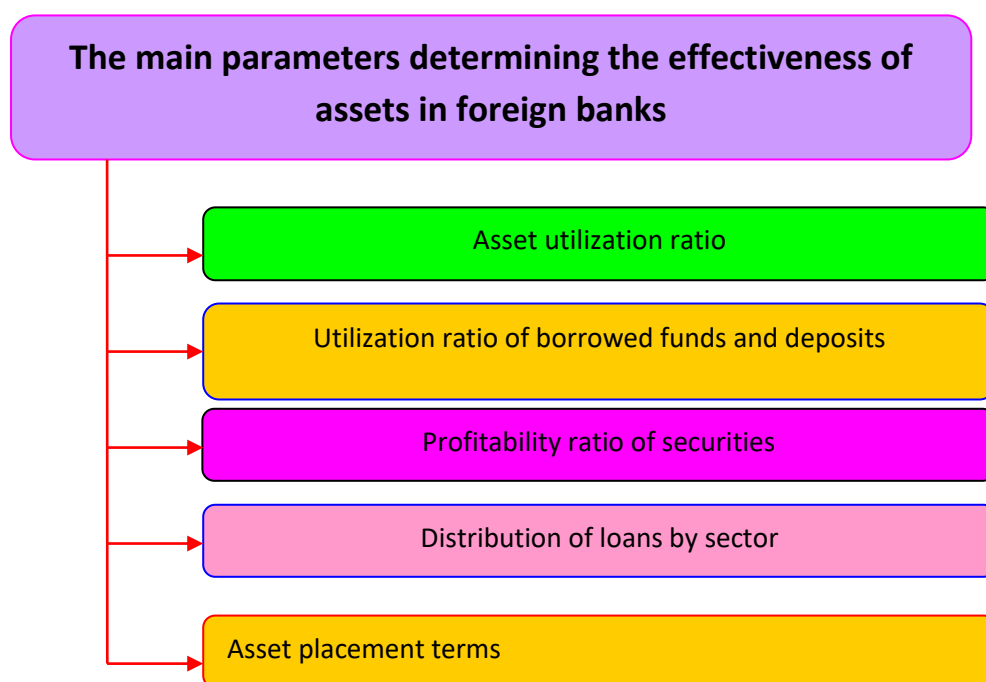 The main parameters determining the effectiveness of
assets in foreign banks
Asset utilization ratio
Utilization ratio of borrowed funds and deposits
Profitability ratio of securities
Distribution of loans by sector
Asset placement terms